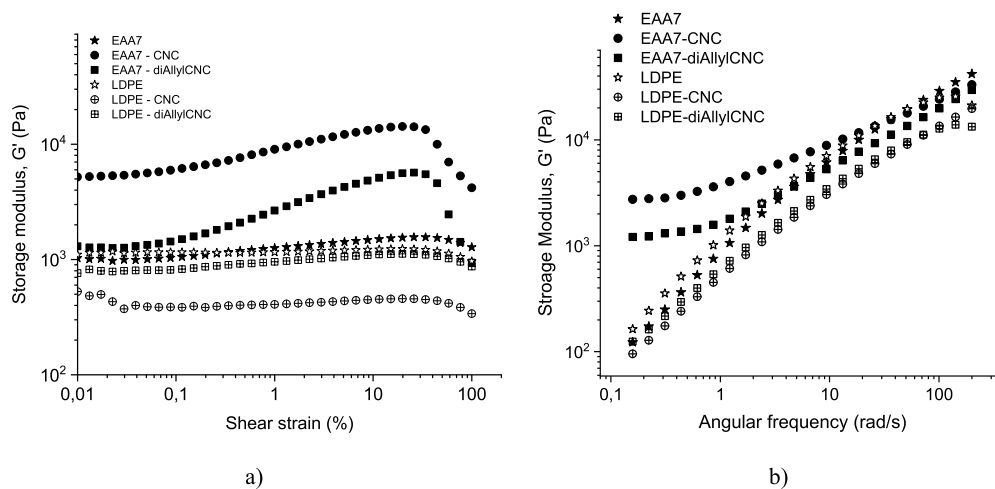 EAA7
EAA7 - CNC
EAA7 - diAllylCNC
LDPE
LDPE - CNC
LDPE - diAllylCNC
Storage modulus, G' (Pa)
10^4
10^3
10^2
0,01 0,1 1 10 100
Shear strain (%)
a)
EAA7
EAA7-CNC
EAA7-diAllylCNC
LDPE
LDPE-CNC
LDPE-diAllylCNC
Stroage Modulus, G' (Pa)
10^4
10^3
10^2
0,1 1 10 100
Angular frequency (rad/s)
b)